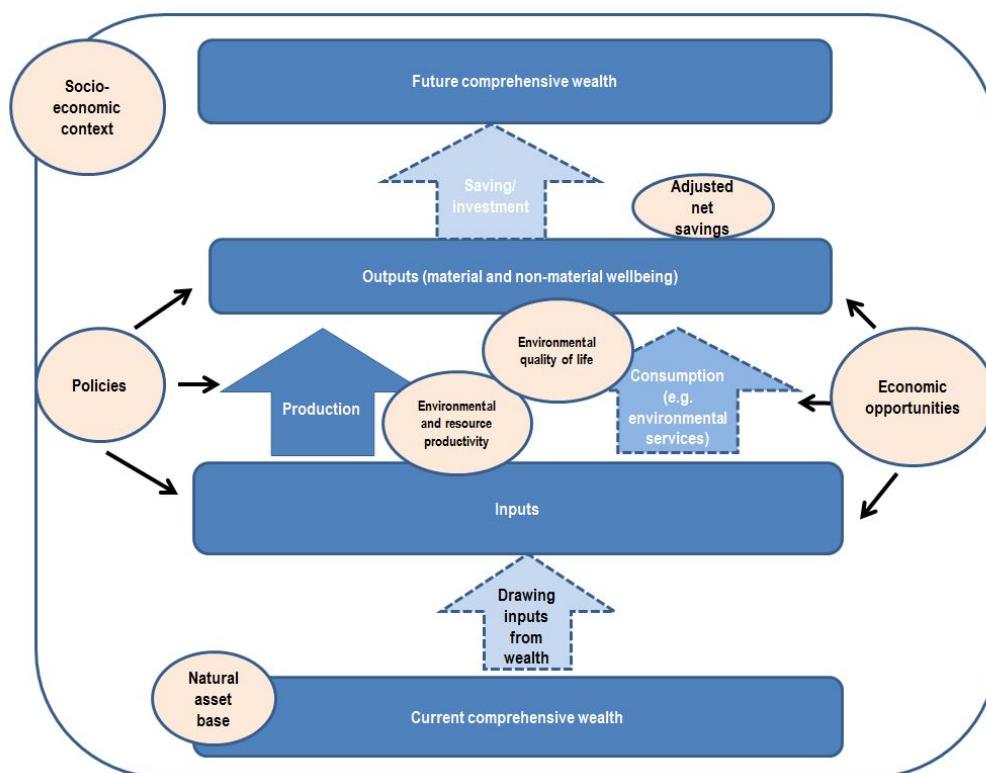 Future comprehensive wealth
Socio-
economic
context
Saving/
investment
Adjusted
net
savings
Outputs (material and non-material wellbeing)
Policies
Production
Environmental
quality of life
Environmental
and resource
productivity
Consumption
(e.g.
environmental
services)
Economic
opportunities
Inputs
Drawing
inputs
from
wealth
Natural
asset
base
Current comprehensive wealth